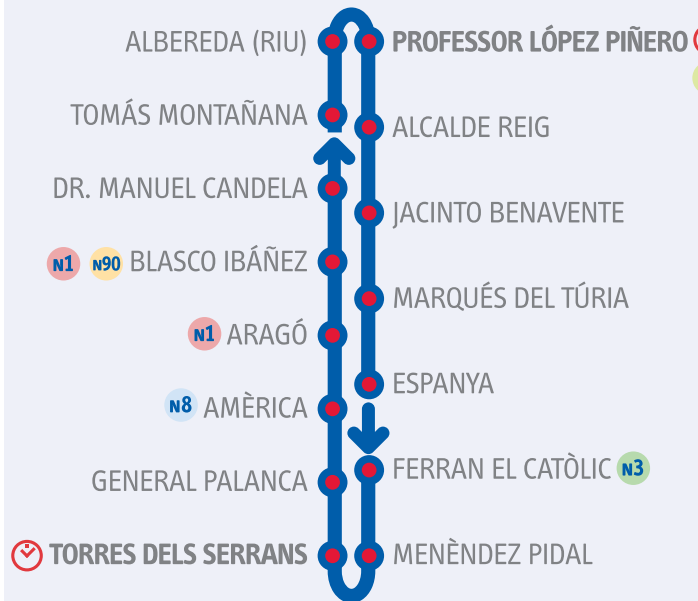 ALBEREDA (RIU)
PROFESSOR LÓPEZ PIÑERO
TOMÁS MONTAÑANA
ALCALDE REIG
DR. MANUEL CANDELA
JACINTO BENAVENTE
N1 N90 BLASCO IBÁÑEZ
MARQUÉS DEL TÚRIA
N1 ARAGÓ
ESPANYA
N8 AMÈRICA
FERRAN EL CATÒLIC N3
GENERAL PALANCA
TORRES DELS SERRANS
MENÈNDEZ PIDAL